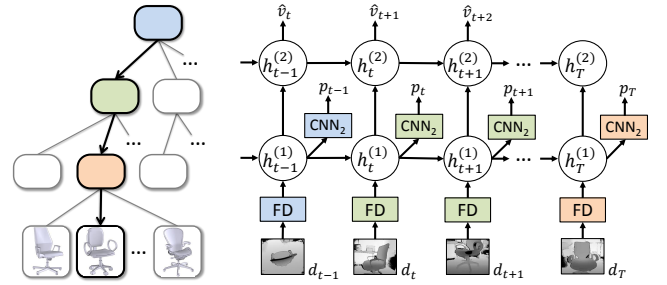 v̂_t v̂_{t+1} v̂_{t+2}
... h_{t-1}^{(2)} h_t^{(2)} h_{t+1}^{(2)} ... h_T^{(2)}
p_{t-1} p_t p_{t+1} p_T
... ... CNN_2 CNN_2 CNN_2 CNN_2
h_{t-1}^{(1)} h_t^{(1)} h_{t+1}^{(1)} ... h_T^{(1)}
FD FD FD FD
...
d_{t-1} d_t d_{t+1} d_T